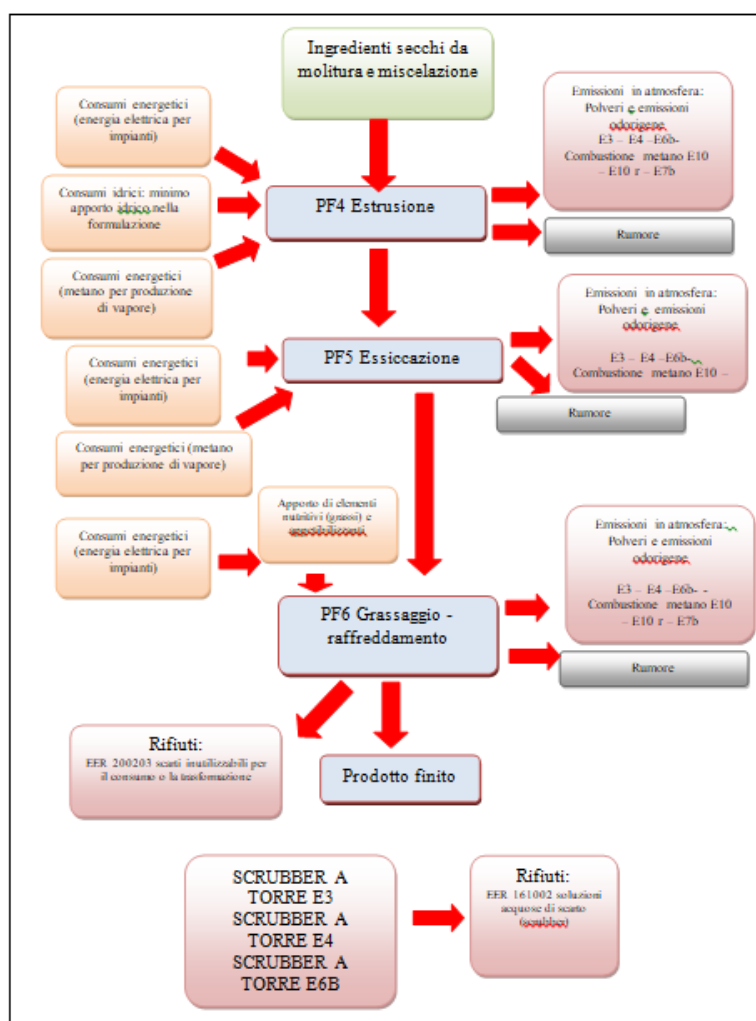 Ingredienti secchi da
molitura e miscelazione
Consumi energetici
(energia elettrica per
impianti)
Emissioni in atmosfera:
Polveri e emissioni
odorigene
E3 – E4 –E6b-
Combustione metano E10
– E10 r – E7b
Consumi idrici: minimo
apporto idrico nella
formulazione
PF4 Estrusione
Rumore
Consumi energetici
(metano per produzione
di vapore)
Emissioni in atmosfera:
Polveri e emissioni
odorigene
E3 – E4 –E6b-
Combustione metano E10 –
PF5 Essiccazione
Consumi energetici
(energia elettrica per
impianti)
Rumore
Consumi energetici (metano
per produzione di vapore)
Apporto di elementi
nutritivi (grassi) e
appetibilizzanti
Consumi energetici
(energia elettrica per
impianti)
Emissioni in atmosfera:
Polveri e emissioni
odorigene
E3 – E4 –E6b- -
Combustione metano E10
– E10 r – E7b
PF6 Grassaggio -
raffreddamento
Rumore
Rifiuti:
EER 200203 scarti inutilizzabili per
il consumo o la trasformazione
Prodotto finito
SCRUBBER A
TORRE E3
SCRUBBER A
TORRE E4
SCRUBBER A
TORRE E6B
Rifiuti:
EER 161002 soluzioni
acquose di scarto
(scrubber)